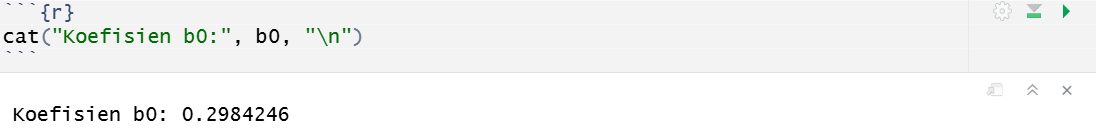 ```{r}
cat("Koefisien b0:", b0, "\n")
```
Koefisien b0: 0.2984246